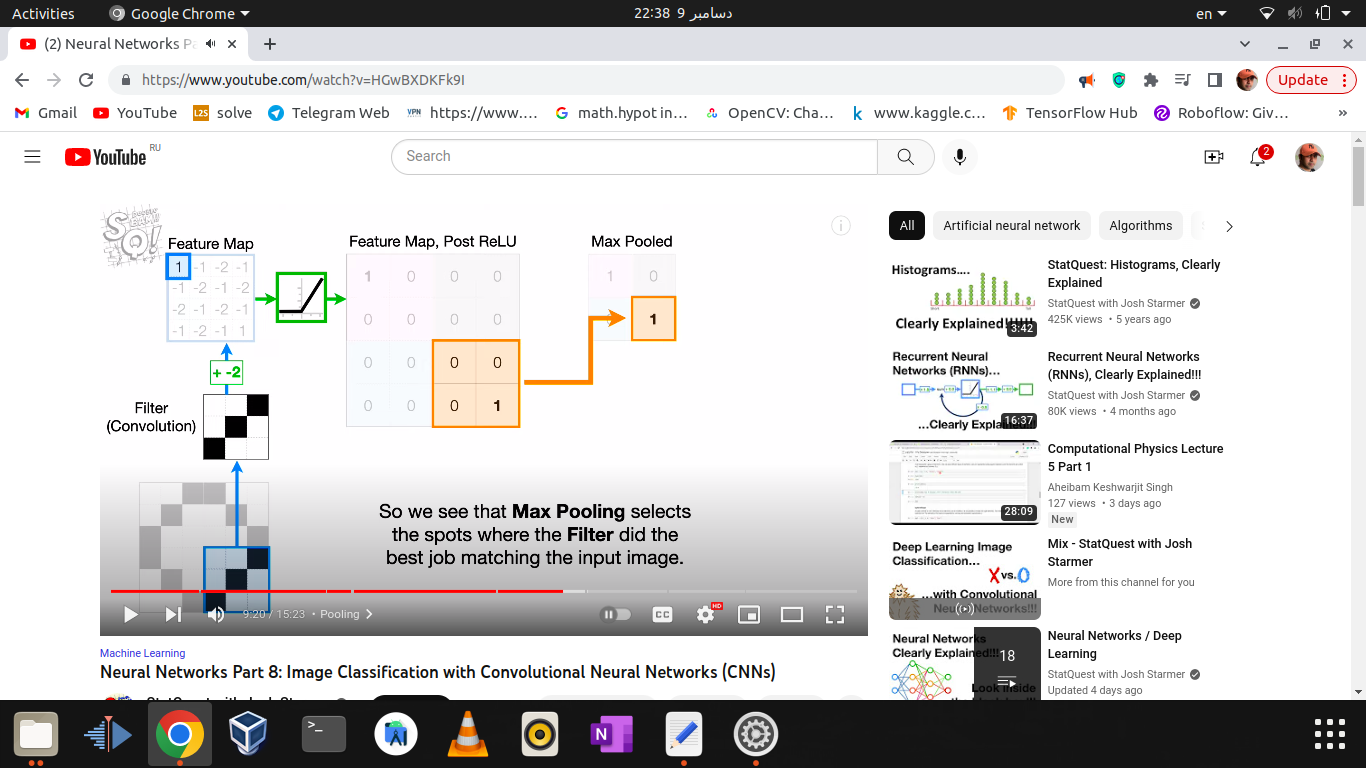 Activities
Google Chrome
22:38 9 دسامبر
en
(2) Neural Networks Pa
https://www.youtube.com/watch?v=HGwBXDKFk9I
Update
Gmail
YouTube
L2S solve
Telegram Web
VPN https://www....
math.hypot in...
OpenCV: Cha...
k www.kaggle.c...
TensorFlow Hub
Roboflow: Giv...
»
YouTube RU
Search
2
SQ!
Feature Map
1 -1 -2 -1
-2 -1 -2 -1
-2 -1 -2 -1
-1 -2 -1 1
Feature Map, Post ReLU
1 0 0 0
0 0 0 0
0 0 0 0
0 0 0 1
Max Pooled
1 0
0 1
+ -2
Filter
(Convolution)
So we see that Max Pooling selects
the spots where the Filter did the
best job matching the input image.
9:20 / 15:23 • Pooling
CC
HD
Machine Learning
Neural Networks Part 8: Image Classification with Convolutional Neural Networks (CNNs)
All
Artificial neural network
Algorithms
Histograms....
Clearly Explained!!!!!!
3:42
StatQuest: Histograms, Clearly
Explained
StatQuest with Josh Starmer
425K views • 5 years ago
Recurrent Neural
Networks (RNNs)...
...Clearly Explained!!!
16:37
Recurrent Neural Networks
(RNNs), Clearly Explained!!!
StatQuest with Josh Starmer
80K views • 4 months ago
28:09
Computational Physics Lecture
5 Part 1
Aheibam Keshwarjit Singh
127 views • 3 days ago
New
Deep Learning Image
Classification...
X vs. O
...with Convolutional
Neural Networks!!!
Mix - StatQuest with Josh
Starmer
More from this channel for you
Neural Networks
Clearly Explained!!!
Look inside
18
Neural Networks / Deep
Learning
StatQuest with Josh Starmer
Updated 4 days ago
>_
N